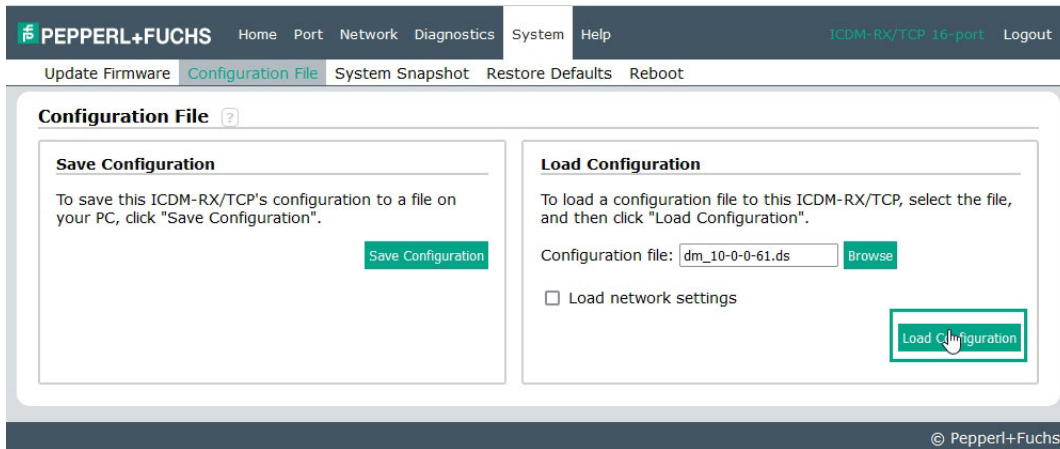 PEPPERL+FUCHS Home Port Network Diagnostics System Help ICDM-RX/TCP 16-port Logout
Update Firmware Configuration File System Snapshot Restore Defaults Reboot
Configuration File ?
Save Configuration
To save this ICDM-RX/TCP's configuration to a file on
your PC, click "Save Configuration".
Save Configuration
Load Configuration
To load a configuration file to this ICDM-RX/TCP, select the file,
and then click "Load Configuration".
Configuration file: dm_10-0-0-61.ds Browse
Load network settings
Load Configuration
© Pepperl+Fuchs